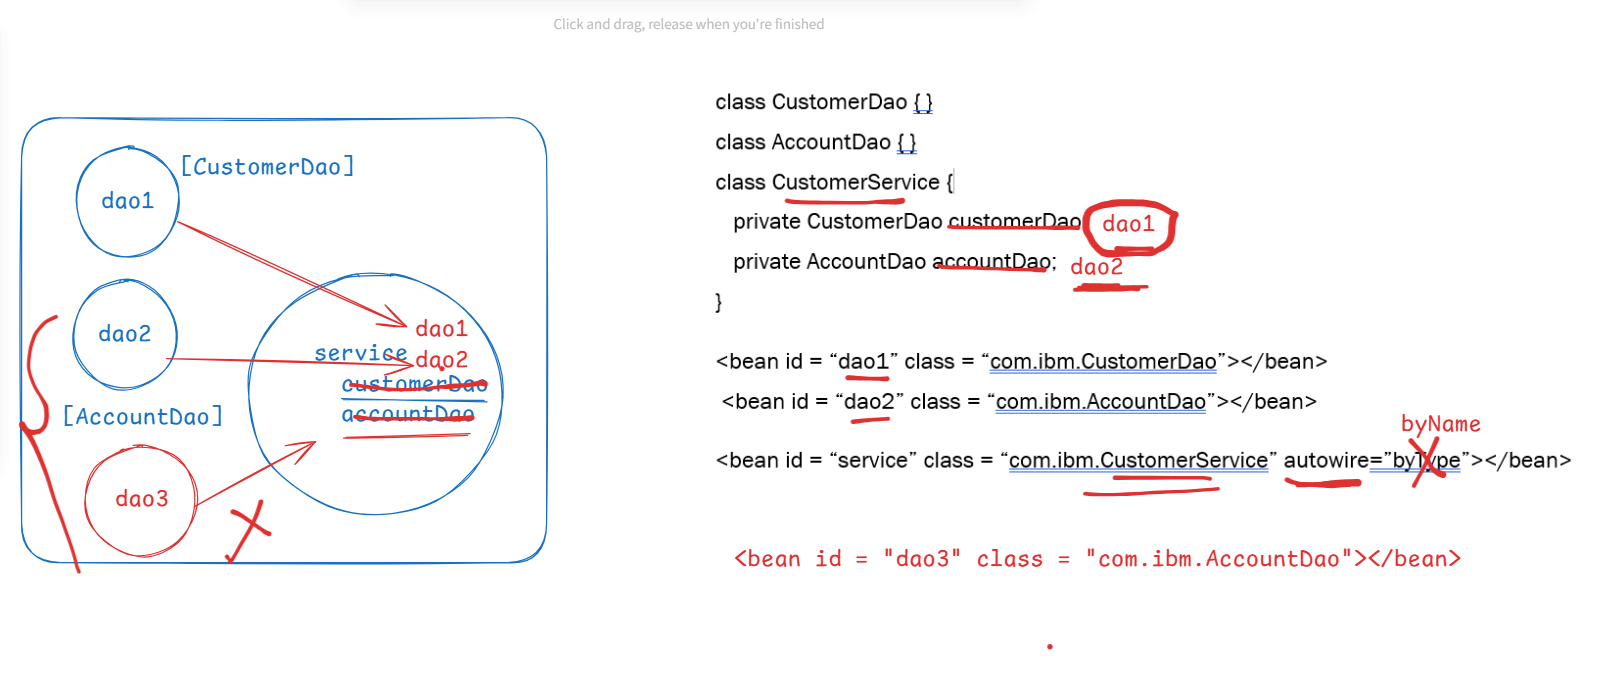 Click and drag, release when you're finished
[CustomerDao]
dao1
dao2
[AccountDao]
dao3
dao1
service
dao2
customerDao
accountDao
class CustomerDao { }
class AccountDao { }
class CustomerService {
private CustomerDao customerDao dao1
private AccountDao accountDao; dao2
}
<bean id = “dao1” class = “com.ibm.CustomerDao”></bean>
<bean id = “dao2” class = “com.ibm.AccountDao”></bean>
byName
<bean id = “service” class = “com.ibm.CustomerService” autowire=”byType”></bean>
<bean id = "dao3" class = "com.ibm.AccountDao"></bean>